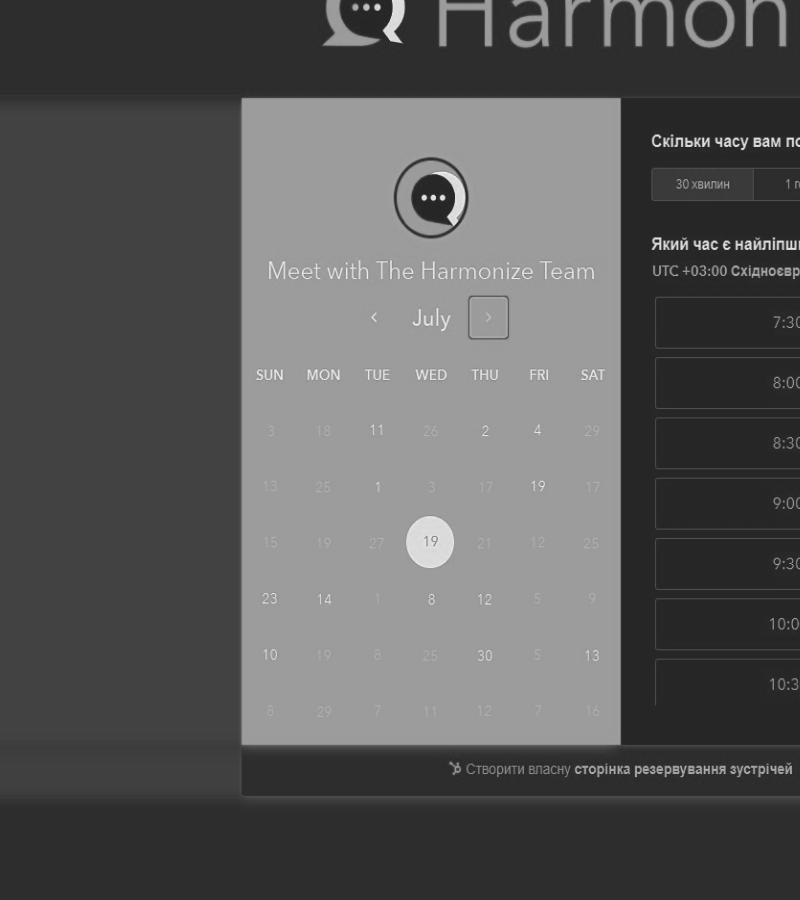 Harmon
Meet with The Harmonize Team
July
SUN MON TUE WED THU FRI SAT
3 18 11 26 2 4 29
13 25 1 3 17 19 17
15 19 27 19 21 12 25
23 14 1 8 12 5 9
10 19 8 25 30 5 13
8 29 7 11 12 7 16
Скільки часу вам по
30 хвилин 1 г
Який час є найліпши
UTC +03:00 Східноєвр
7:30
8:00
8:30
9:00
9:30
10:0
10:3
Створити власну сторінка резервування зустрічей